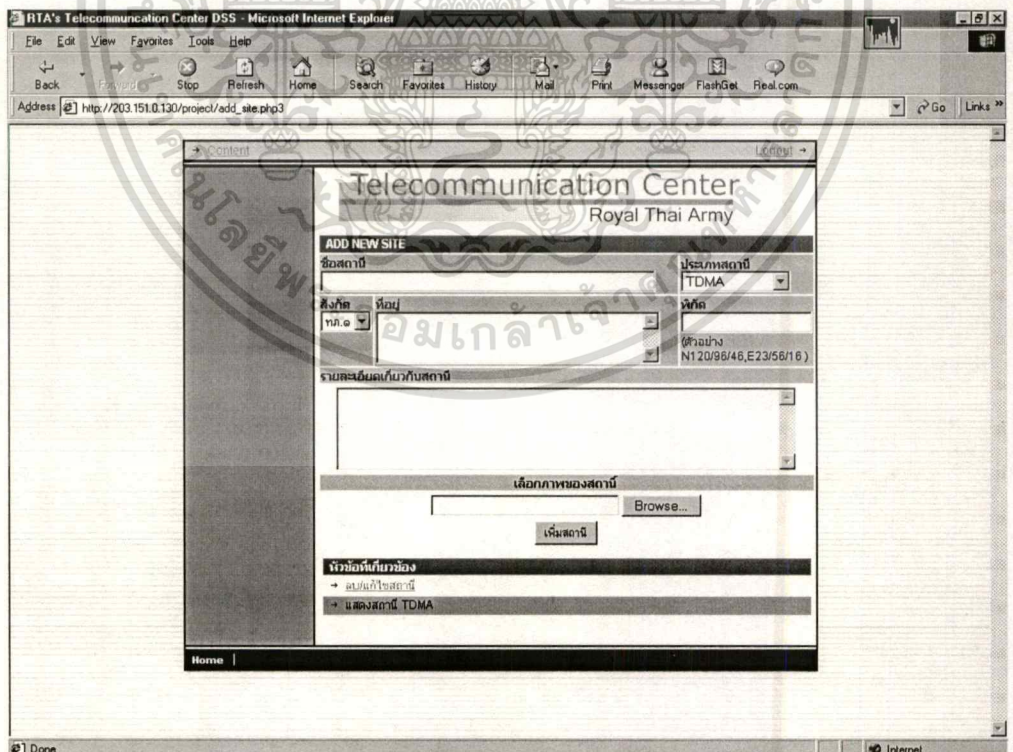 RTA's Telecommunication Center DSS - Microsoft Internet Explorer
File Edit View Favorites Tools Help
Back Forward Stop Refresh Home Search Favorites History Mail Print Messenger FlashGet Real.com
Address http://203.151.0.130/project/add_site.php3 Go Links »
Content Logout
Telecommunication Center
Royal Thai Army
ADD NEW SITE
ชื่อสถานี ประเภทสถานี
TDMA
สังกัด ที่อยู่ พิกัด
ทภ.๑
(ตัวอย่าง
N120/96/46,E23/56/16 )
รายละเอียดเกี่ยวกับสถานี
เลือกภาพของสถานี
Browse...
เพิ่มสถานี
หัวข้อที่เกี่ยวข้อง
→ ลบ/แก้ไขสถานี
→ แสดงสถานี TDMA
Home |
Done Internet